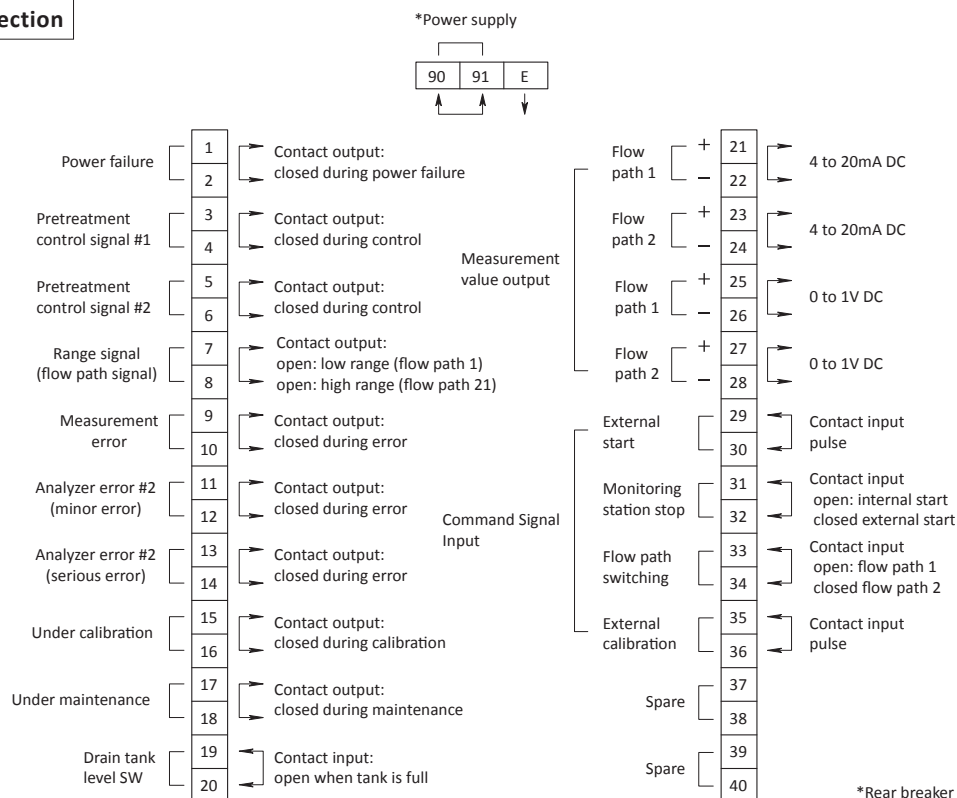 ection
*Power supply
90 91 E
Power failure
1
2
Contact output:
closed during power failure
Pretreatment
control signal #1
3
4
Contact output:
closed during control
Pretreatment
control signal #2
5
6
Contact output:
closed during control
Range signal
(flow path signal)
7
8
Contact output:
open: low range (flow path 1)
open: high range (flow path 21)
Measurement
error
9
10
Contact output:
closed during error
Analyzer error #2
(minor error)
11
12
Contact output:
closed during error
Analyzer error #2
(serious error)
13
14
Contact output:
closed during error
Under calibration
15
16
Contact output:
closed during calibration
Under maintenance
17
18
Contact output:
closed during maintenance
Drain tank
level SW
19
20
Contact input:
open when tank is full
Measurement
value output
Flow
path 1
+
−
21
22
4 to 20mA DC
Flow
path 2
+
−
23
24
4 to 20mA DC
Flow
path 1
+
−
25
26
0 to 1V DC
Flow
path 2
+
−
27
28
0 to 1V DC
Command Signal
Input
External
start
29
30
Contact input
pulse
Monitoring
station stop
31
32
Contact input
open: internal start
closed external start
Flow path
switching
33
34
Contact input
open: flow path 1
closed flow path 2
External
calibration
35
36
Contact input
pulse
Spare
37
38
Spare
39
40
*Rear breaker